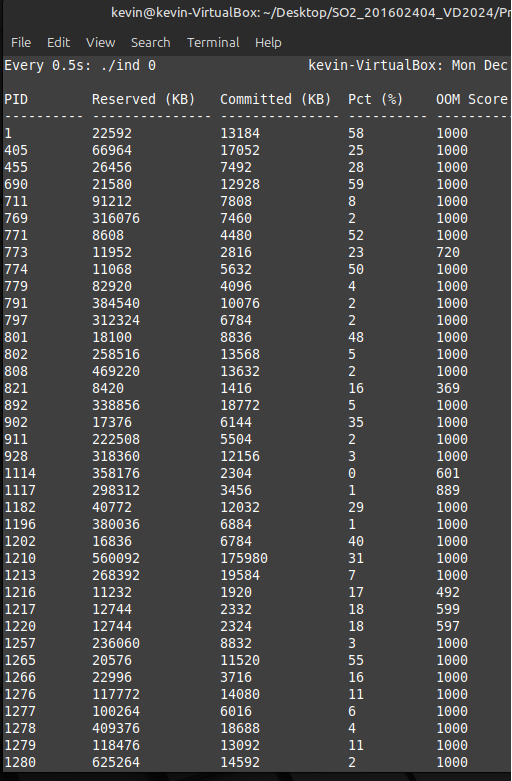 kevin@kevin-VirtualBox: ~/Desktop/SO2_201602404_VD2024/Pr
File Edit View Search Terminal Help
Every 0.5s: ./ind 0 kevin-VirtualBox: Mon Dec
PID Reserved (KB) Committed (KB) Pct (%) OOM Score
---------- --------------- --------------- ---------- ---------
1 22592 13184 58 1000
405 66964 17052 25 1000
455 26456 7492 28 1000
690 21580 12928 59 1000
711 91212 7808 8 1000
769 316076 7460 2 1000
771 8608 4480 52 1000
773 11952 2816 23 720
774 11068 5632 50 1000
779 82920 4096 4 1000
791 384540 10076 2 1000
797 312324 6784 2 1000
801 18100 8836 48 1000
802 258516 13568 5 1000
808 469220 13632 2 1000
821 8420 1416 16 369
892 338856 18772 5 1000
902 17376 6144 35 1000
911 222508 5504 2 1000
928 318360 12156 3 1000
1114 358176 2304 0 601
1117 298312 3456 1 889
1182 40772 12032 29 1000
1196 380036 6884 1 1000
1202 16836 6784 40 1000
1210 560092 175980 31 1000
1213 268392 19584 7 1000
1216 11232 1920 17 492
1217 12744 2332 18 599
1220 12744 2324 18 597
1257 236060 8832 3 1000
1265 20576 11520 55 1000
1266 22996 3716 16 1000
1276 117772 14080 11 1000
1277 100264 6016 6 1000
1278 409376 18688 4 1000
1279 118476 13092 11 1000
1280 625264 14592 2 1000